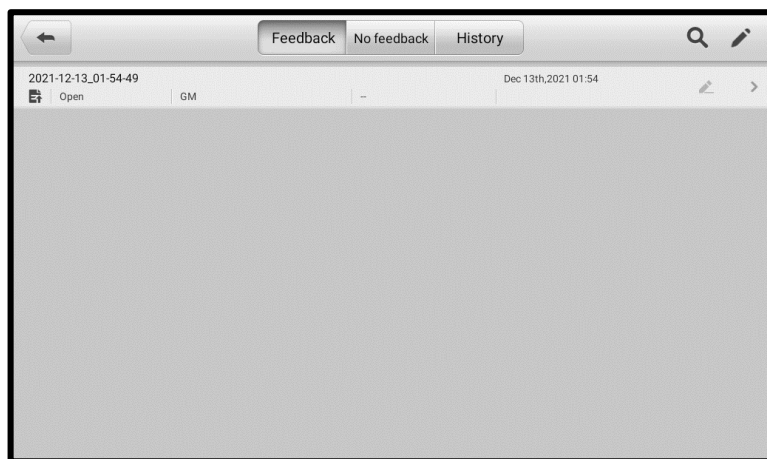 Feedback No feedback History
2021-12-13_01-54-49 Dec 13th,2021 01:54
Open GM --